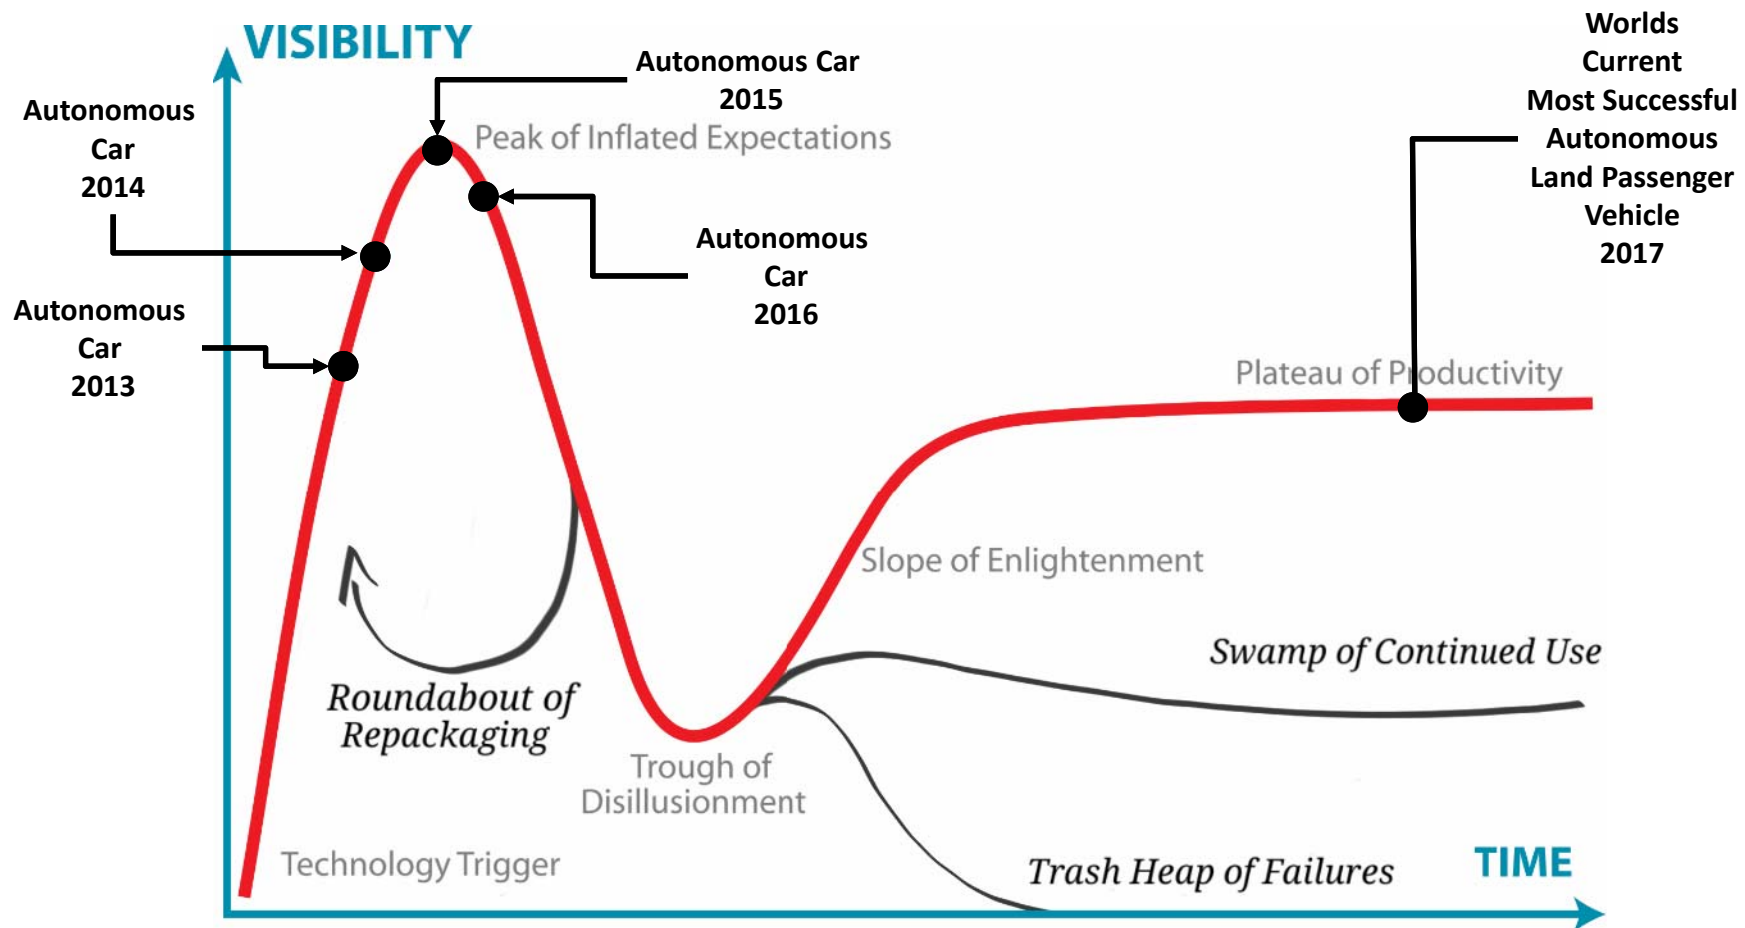 VISIBILITY
Autonomous Car
2015
Worlds
Current
Most Successful
Autonomous
Land Passenger
Vehicle
2017
Autonomous
Car
2014
Peak of Inflated Expectations
Autonomous
Car
2016
Autonomous
Car
2013
Plateau of Productivity
Slope of Enlightenment
Swamp of Continued Use
Roundabout of
Repackaging
Trough of
Disillusionment
Technology Trigger
Trash Heap of Failures
TIME